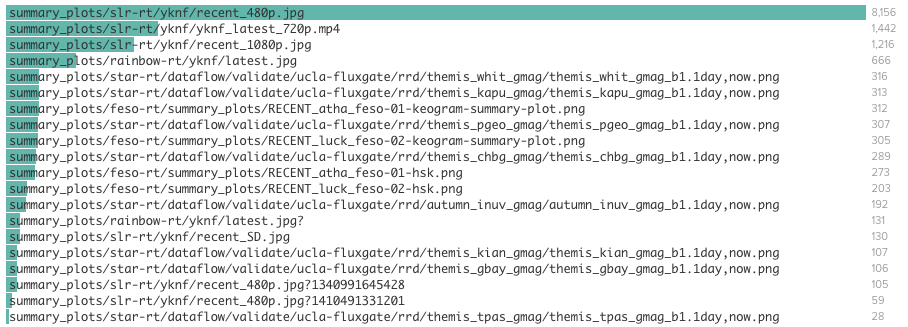 summary_plots/slr-rt/yknf/recent_480p.jpg 8,156
summary_plots/slr-rt/yknf/yknf_latest_720p.mp4 1,442
summary_plots/slr-rt/yknf/recent_1080p.jpg 1,216
summary_plots/rainbow-rt/yknf/latest.jpg 666
summary_plots/star-rt/dataflow/validate/ucla-fluxgate/rrd/themis_whit_gmag/themis_whit_gmag_b1.1day,now.png 316
summary_plots/star-rt/dataflow/validate/ucla-fluxgate/rrd/themis_kapu_gmag/themis_kapu_gmag_b1.1day,now.png 313
summary_plots/feso-rt/summary_plots/RECENT_atha_feso-01-keogram-summary-plot.png 312
summary_plots/star-rt/dataflow/validate/ucla-fluxgate/rrd/themis_pgeo_gmag/themis_pgeo_gmag_b1.1day,now.png 307
summary_plots/feso-rt/summary_plots/RECENT_luck_feso-02-keogram-summary-plot.png 305
summary_plots/star-rt/dataflow/validate/ucla-fluxgate/rrd/themis_chbg_gmag/themis_chbg_gmag_b1.1day,now.png 289
summary_plots/feso-rt/summary_plots/RECENT_atha_feso-01-hsk.png 273
summary_plots/feso-rt/summary_plots/RECENT_luck_feso-02-hsk.png 203
summary_plots/star-rt/dataflow/validate/ucla-fluxgate/rrd/autumn_inuv_gmag/autumn_inuv_gmag_b1.1day,now.png 192
summary_plots/rainbow-rt/yknf/latest.jpg? 131
summary_plots/slr-rt/yknf/recent_SD.jpg 130
summary_plots/star-rt/dataflow/validate/ucla-fluxgate/rrd/themis_kian_gmag/themis_kian_gmag_b1.1day,now.png 107
summary_plots/star-rt/dataflow/validate/ucla-fluxgate/rrd/themis_gbay_gmag/themis_gbay_gmag_b1.1day,now.png 106
summary_plots/slr-rt/yknf/recent_480p.jpg?1340991645428 105
summary_plots/slr-rt/yknf/recent_480p.jpg?1410491331201 59
summary_plots/star-rt/dataflow/validate/ucla-fluxgate/rrd/themis_tpas_gmag/themis_tpas_gmag_b1.1day,now.png 28